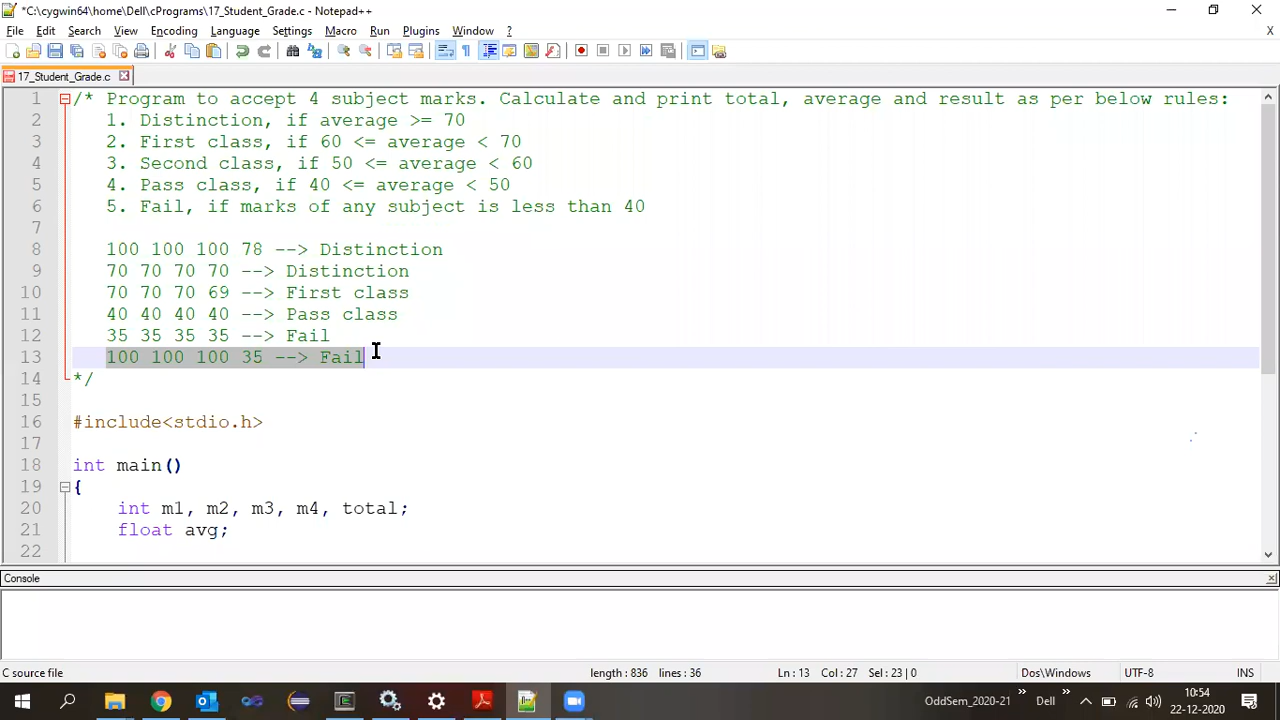 *C:\cygwin64\home\Dell\cPrograms\17_Student_Grade.c - Notepad++
File Edit Search View Encoding Language Settings Macro Run Plugins Window ? X
17_Student_Grade.c
1 /* Program to accept 4 subject marks. Calculate and print total, average and result as per below rules:
2 1. Distinction, if average >= 70
3 2. First class, if 60 <= average < 70
4 3. Second class, if 50 <= average < 60
5 4. Pass class, if 40 <= average < 50
6 5. Fail, if marks of any subject is less than 40
7
8 100 100 100 78 --> Distinction
9 70 70 70 70 --> Distinction
10 70 70 70 69 --> First class
11 40 40 40 40 --> Pass class
12 35 35 35 35 --> Fail
13 100 100 100 35 --> Fail
14 */
15
16 #include<stdio.h>
17
18 int main()
19 {
20 int m1, m2, m3, m4, total;
21 float avg;
22
Console
C source file length : 836 lines : 36 Ln : 13 Col : 27 Sel : 23 | 0 Dos\Windows UTF-8 INS
OddSem_2020-21 » Dell » 10:54
22-12-2020